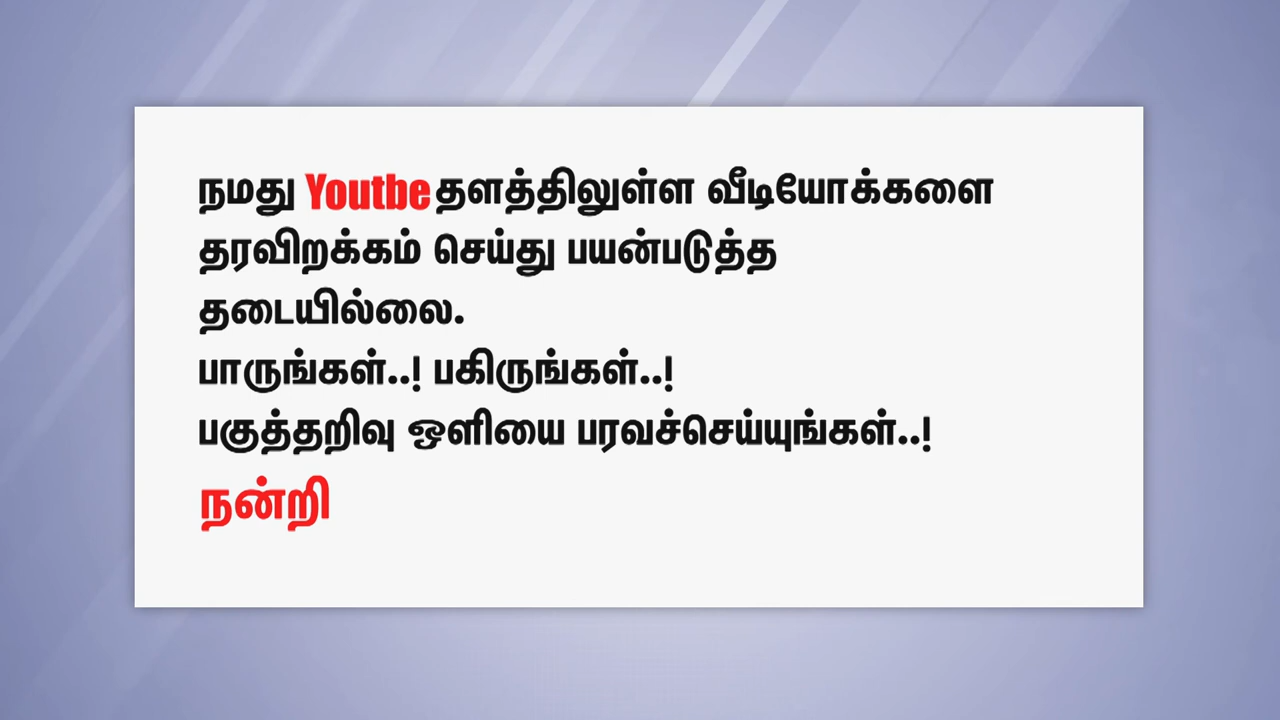 நமது Youtbe தளத்திலுள்ள வீடியோக்களை
தரவிறக்கம் செய்து பயன்படுத்த
தடையில்லை.
பாருங்கள்..! பகிருங்கள்..!
பகுத்தறிவு ஒளியை பரவச்செய்யுங்கள்..!
நன்றி